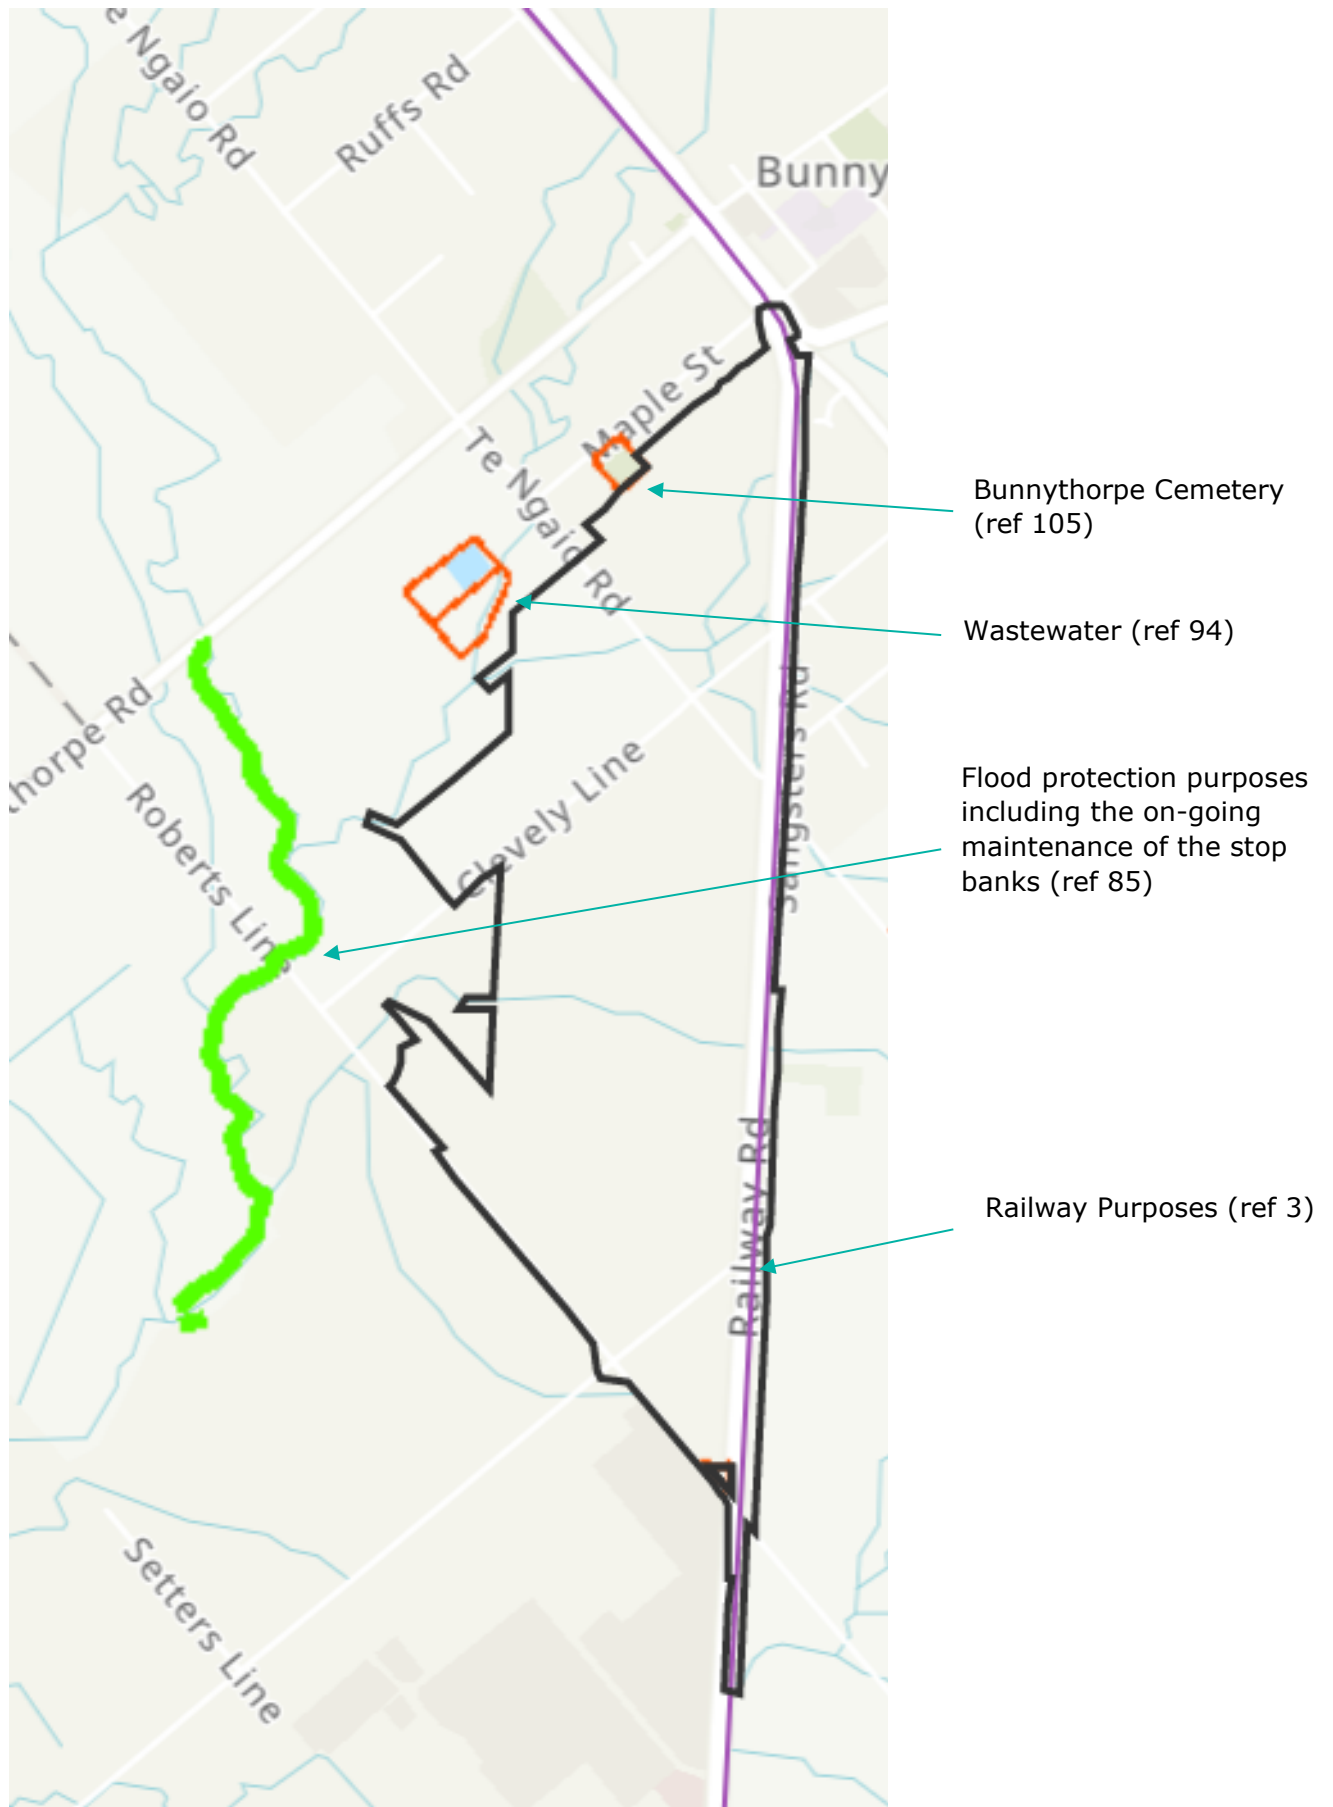 e Ngaio Rd
Ruffs Rd
Bunny
Maple St
Te Ngaio Rd
Bunnythorpe Cemetery
(ref 105)
Wastewater (ref 94)
thorpe Rd
Roberts Line
Clevely Line
Sengsters Rd
Flood protection purposes
including the on-going
maintenance of the stop
banks (ref 85)
Railway Rd
Railway Purposes (ref 3)
Setters Line